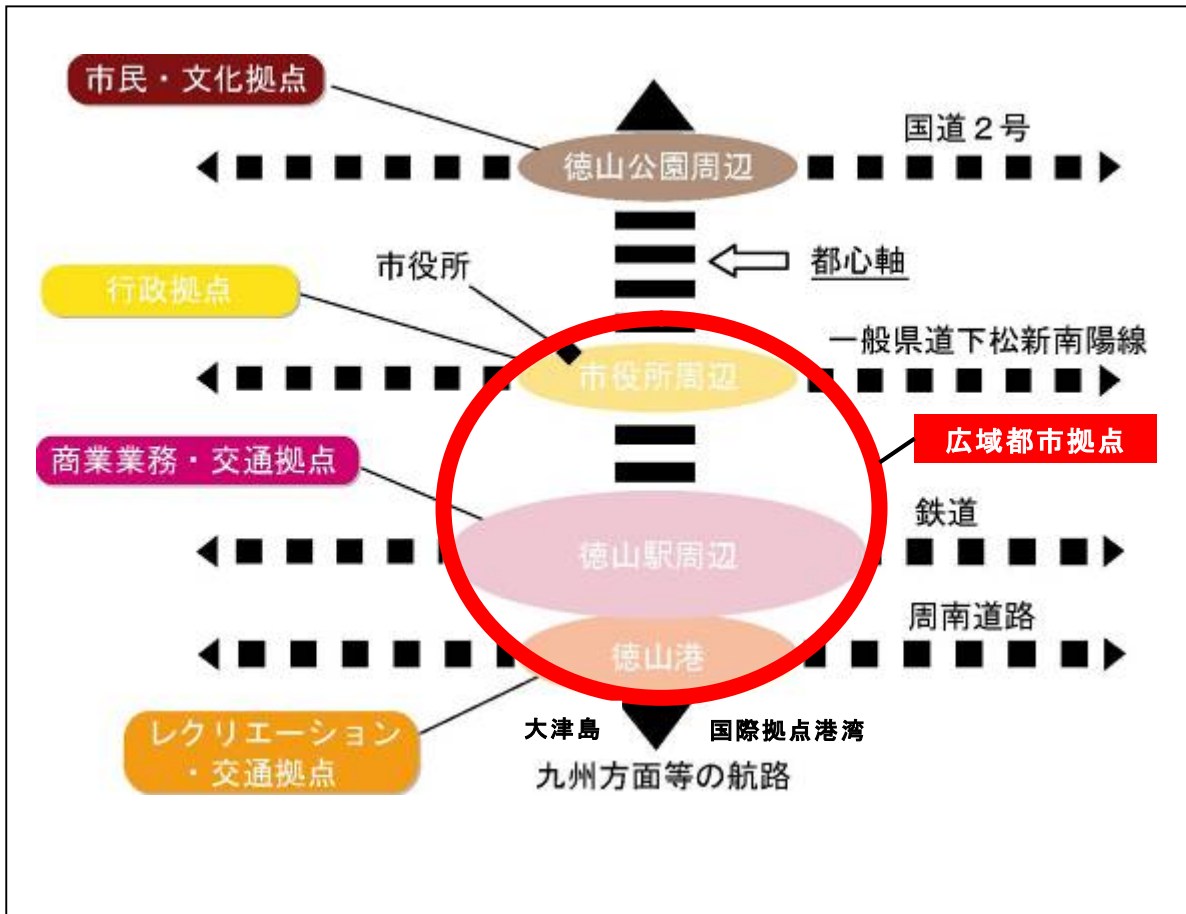 市民・文化拠点
国道２号
徳山公園周辺
市役所
都心軸
行政拠点
一般県道下松新南陽線
市役所周辺
広域都市拠点
商業業務・交通拠点
鉄道
徳山駅周辺
周南道路
徳山港
レクリエーション
・交通拠点
大津島
国際拠点港湾
九州方面等の航路